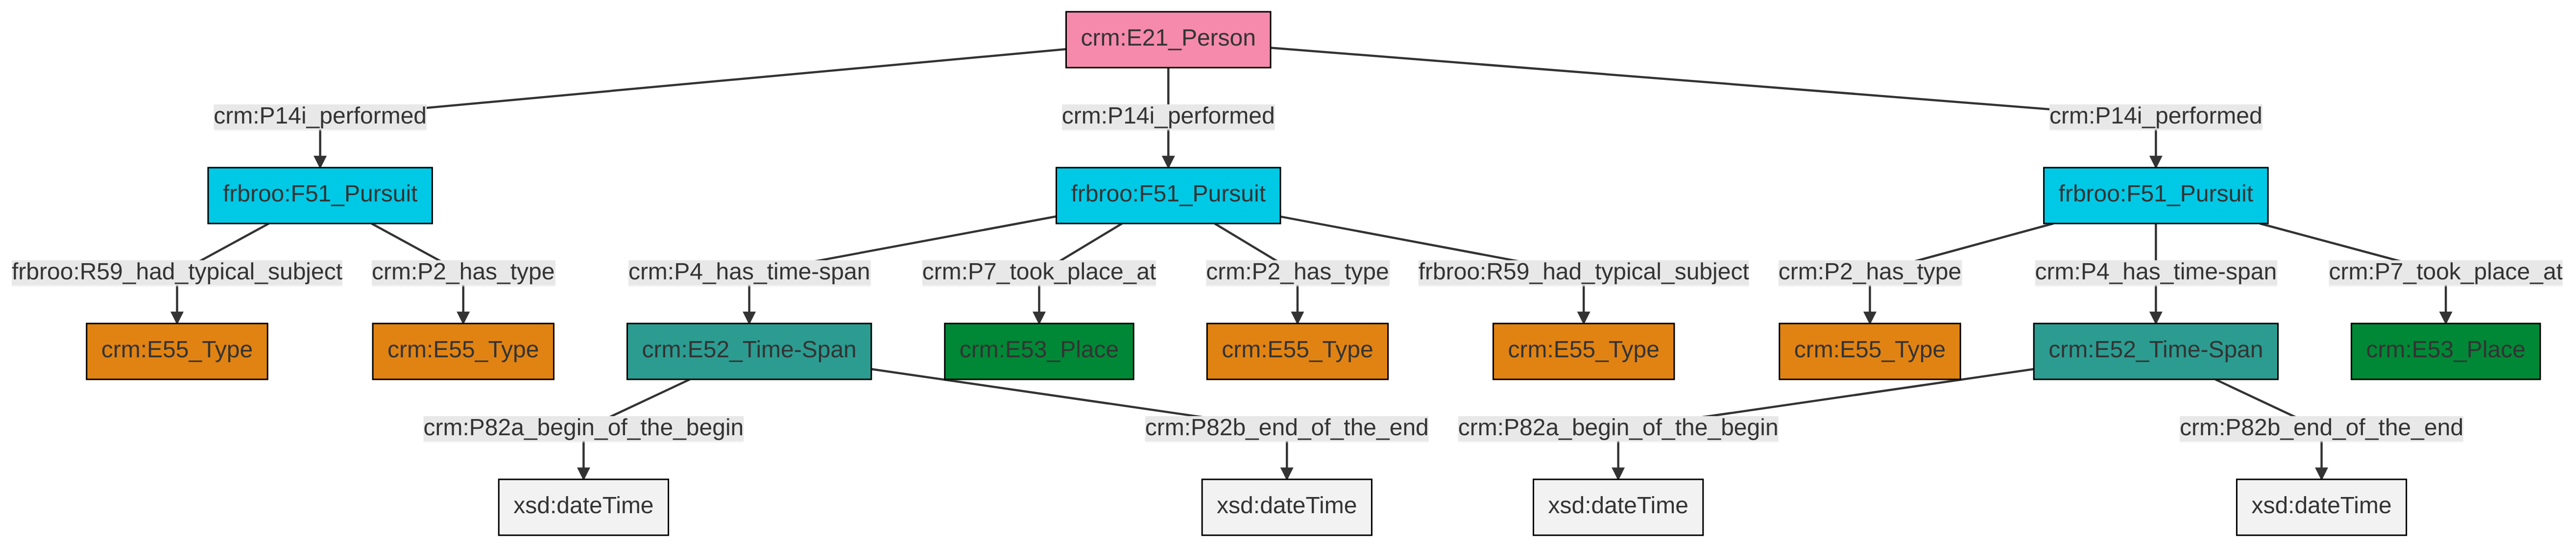 crm:E21_Person
crm:P14i_performed crm:P14i_performed crm:P14i_performed
frbroo:F51_Pursuit frbroo:F51_Pursuit frbroo:F51_Pursuit
frbroo:R59_had_typical_subject crm:P2_has_type crm:P4_has_time-span crm:P7_took_place_at crm:P2_has_type frbroo:R59_had_typical_subject crm:P2_has_type crm:P4_has_time-span crm:P7_took_place_at
crm:E55_Type crm:E55_Type crm:E52_Time-Span crm:E53_Place crm:E55_Type crm:E55_Type crm:E55_Type crm:E52_Time-Span crm:E53_Place
crm:P82a_begin_of_the_begin crm:P82b_end_of_the_end crm:P82a_begin_of_the_begin crm:P82b_end_of_the_end
xsd:dateTime xsd:dateTime xsd:dateTime xsd:dateTime